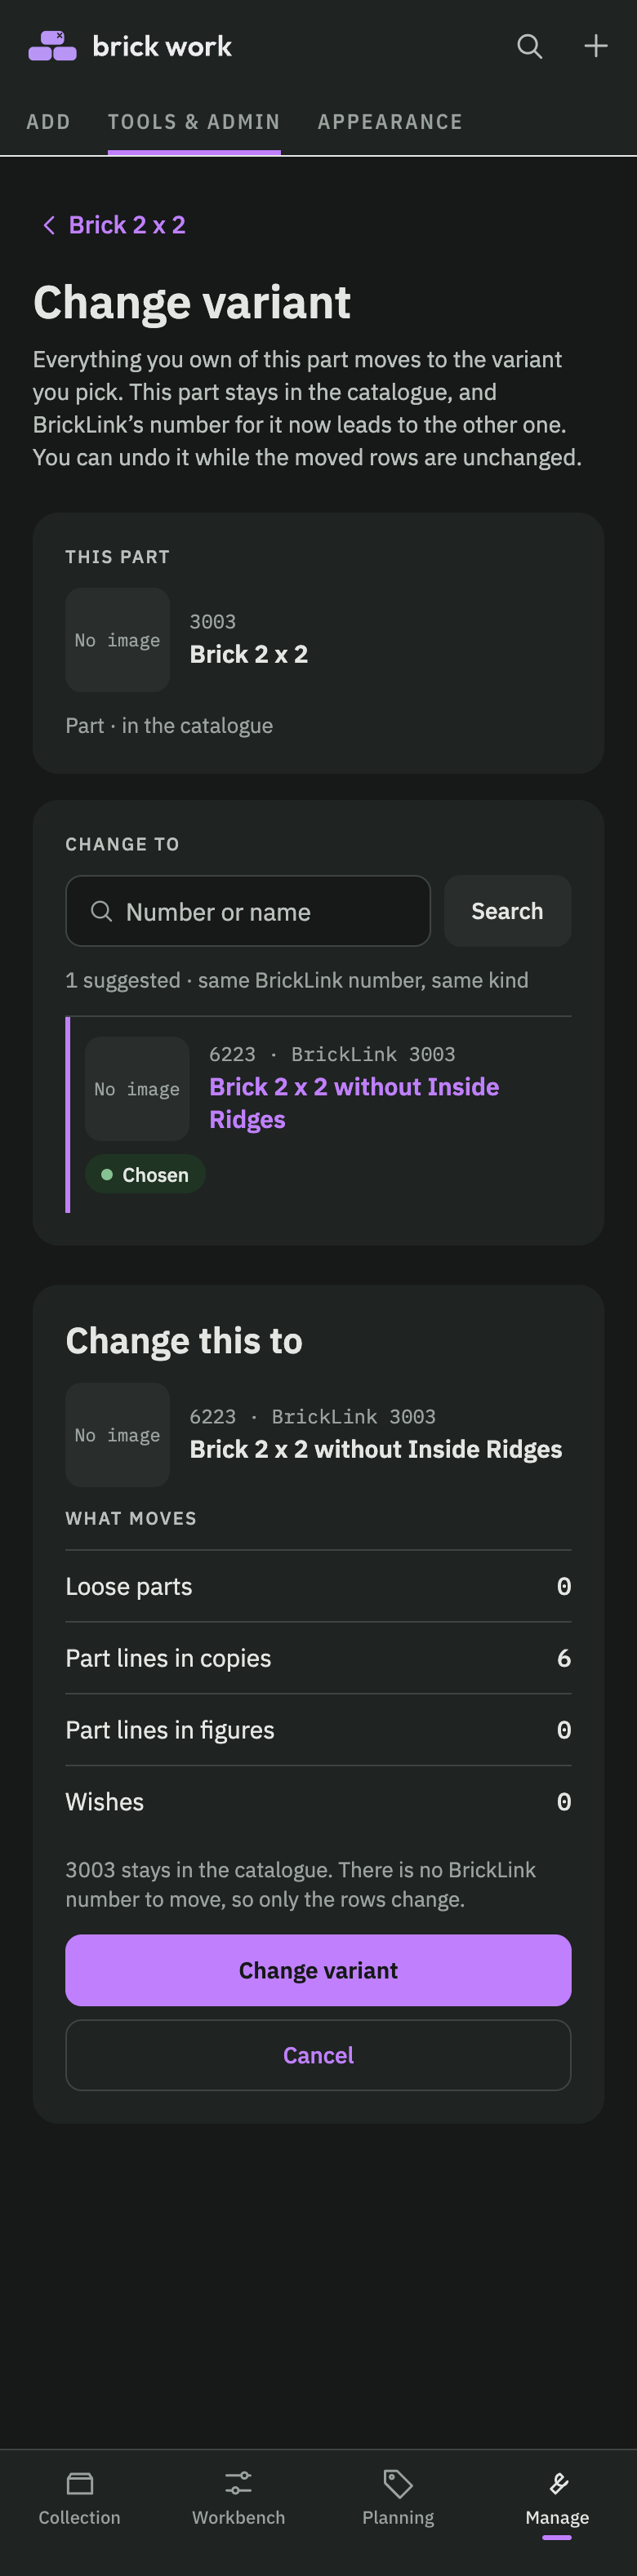 brick work
ADD TOOLS & ADMIN APPEARANCE
Brick 2 x 2
Change variant
Everything you own of this part moves to the variant
you pick. This part stays in the catalogue, and
BrickLink’s number for it now leads to the other one.
You can undo it while the moved rows are unchanged.
THIS PART
No image
3003
Brick 2 x 2
Part · in the catalogue
CHANGE TO
Number or name
Search
1 suggested · same BrickLink number, same kind
No image
6223 · BrickLink 3003
Brick 2 x 2 without Inside
Ridges
Chosen
Change this to
No image
6223 · BrickLink 3003
Brick 2 x 2 without Inside Ridges
WHAT MOVES
Loose parts 0
Part lines in copies 6
Part lines in figures 0
Wishes 0
3003 stays in the catalogue. There is no BrickLink
number to move, so only the rows change.
Change variant
Cancel
Collection Workbench Planning Manage